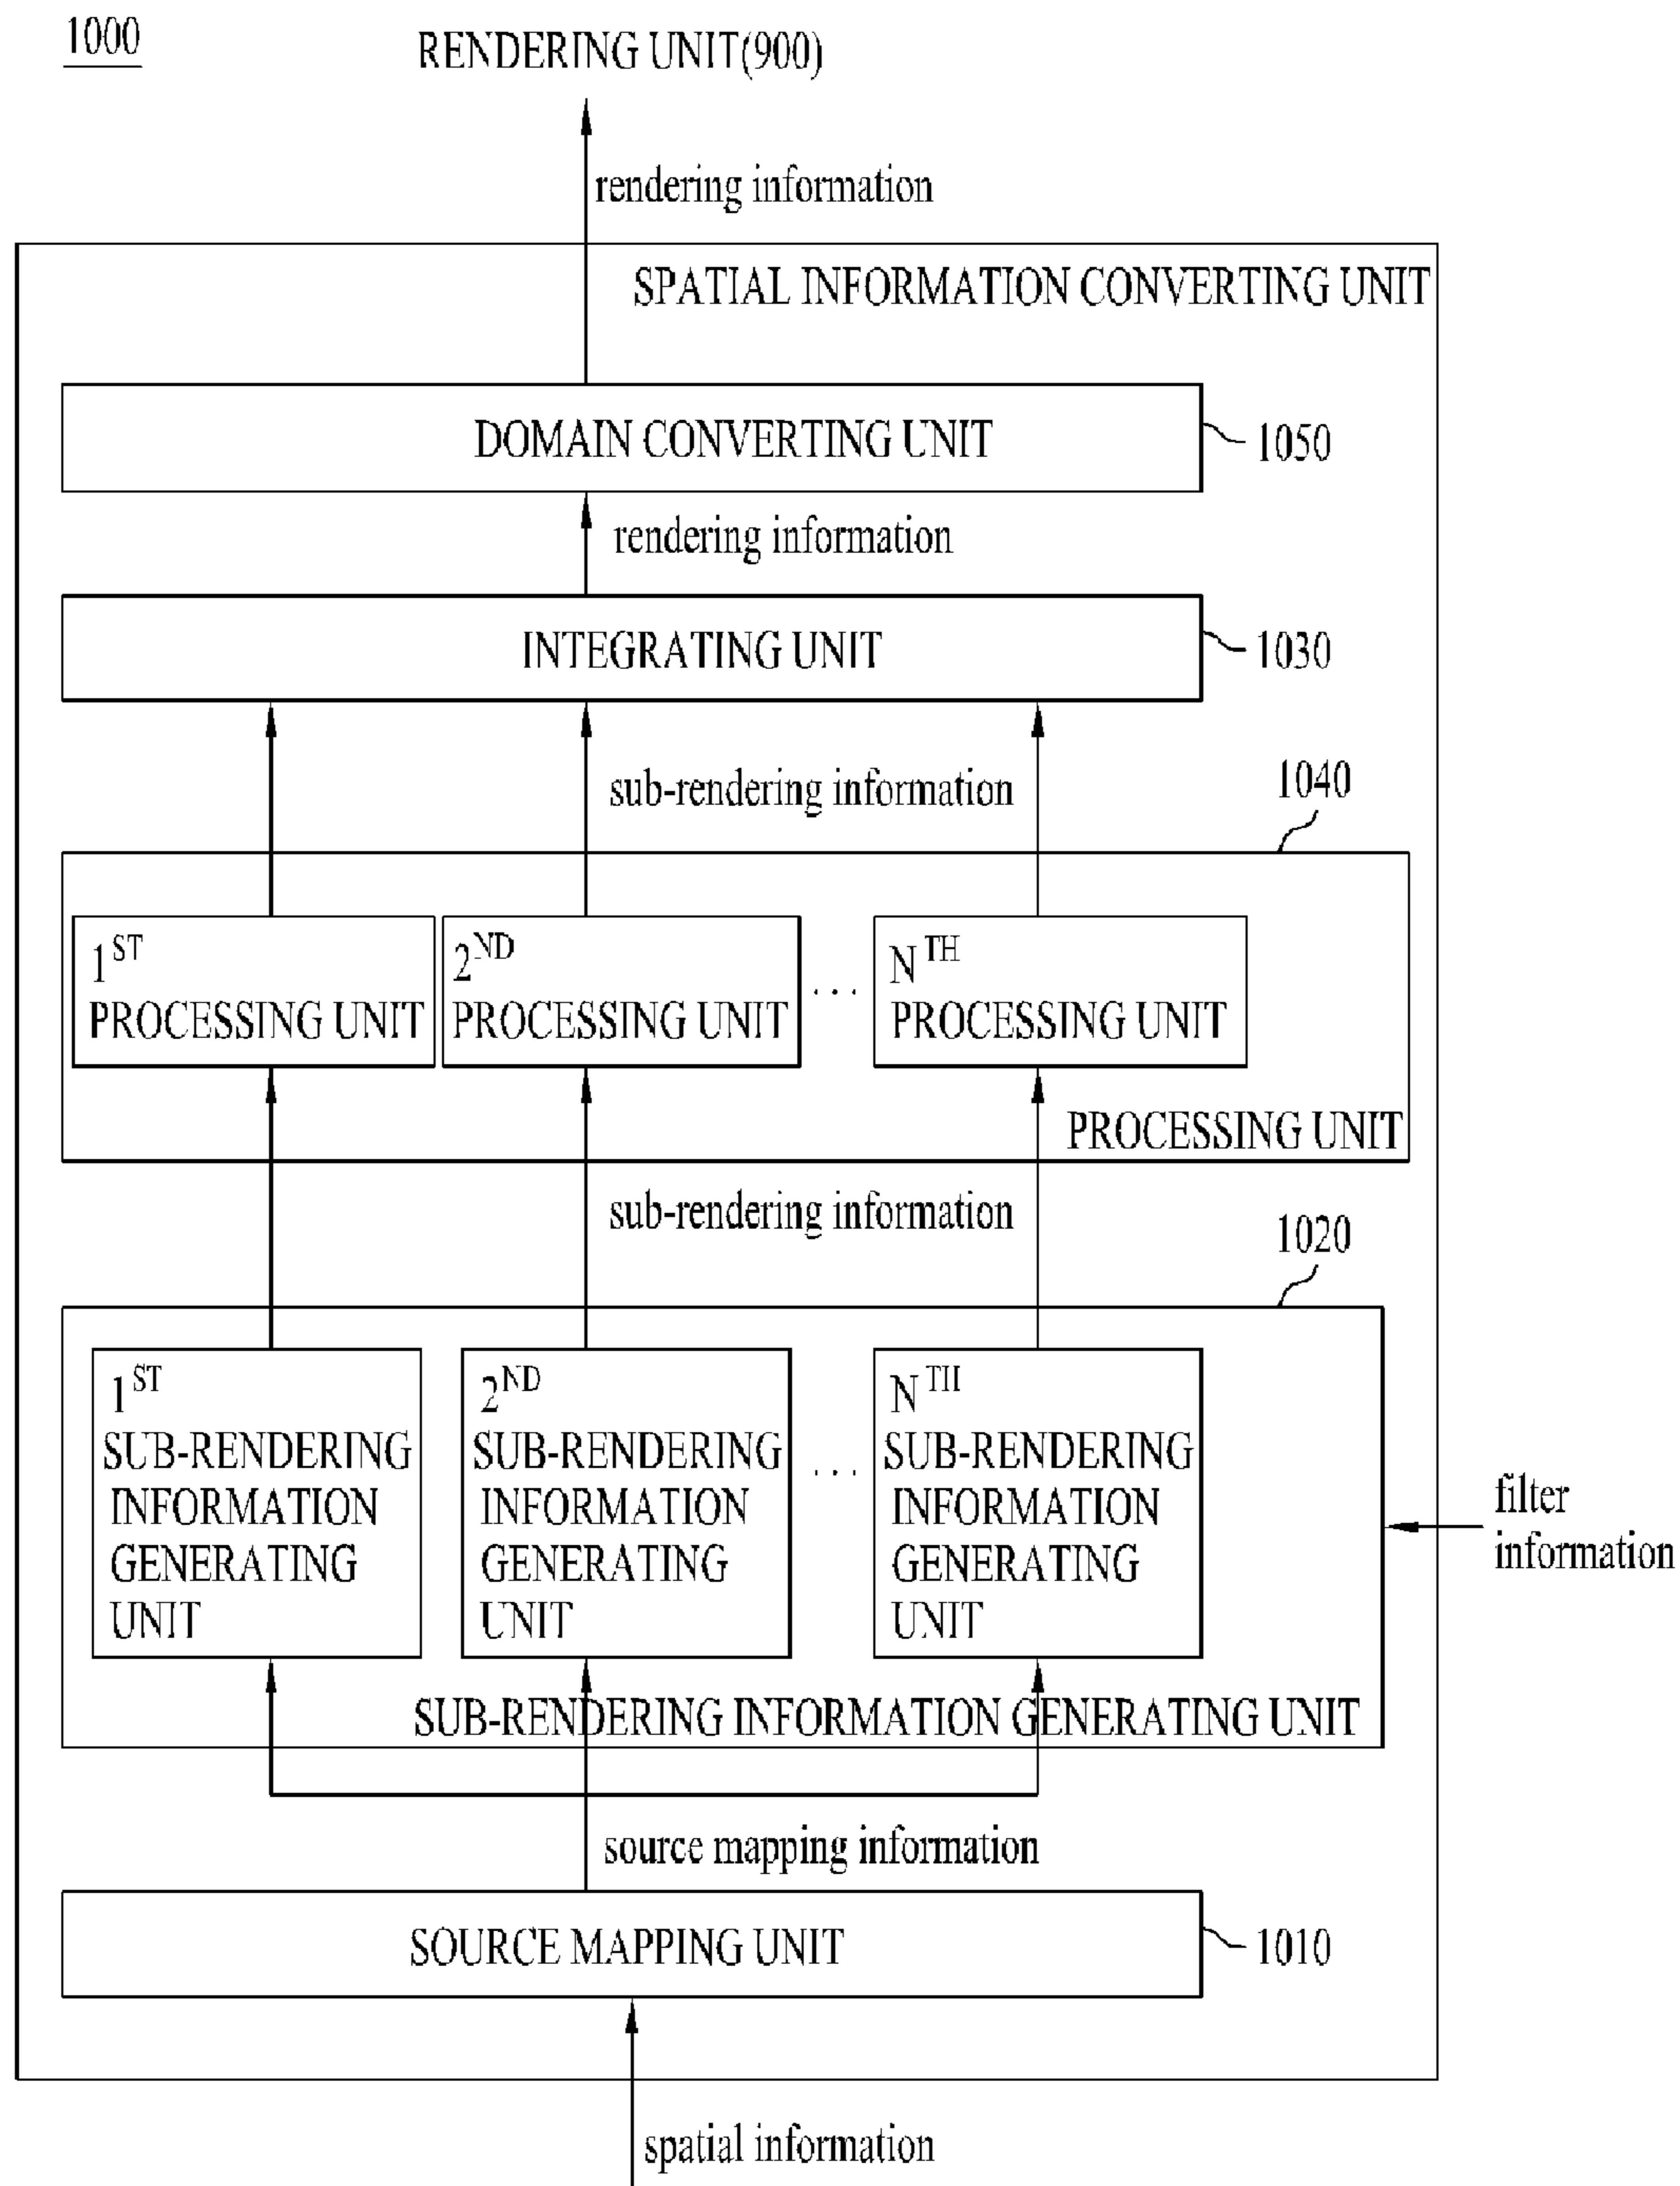 1000
RENDERING UNIT(900)
rendering information
SPATIAL INFORMATION CONVERTING UNIT
DOMAIN CONVERTING UNIT
1050
rendering information
INTEGRATING UNIT
1030
sub-rendering information
1040
1ST
PROCESSING UNIT
2ND
PROCESSING UNIT
...
NTH
PROCESSING UNIT
PROCESSING UNIT
sub-rendering information
1020
1ST
SUB-RENDERING
INFORMATION
GENERATING
UNIT
2ND
SUB-RENDERING
INFORMATION
GENERATING
UNIT
...
NTH
SUB-RENDERING
INFORMATION
GENERATING
UNIT
filter
information
SUB-RENDERING INFORMATION GENERATING UNIT
source mapping information
SOURCE MAPPING UNIT
1010
spatial information